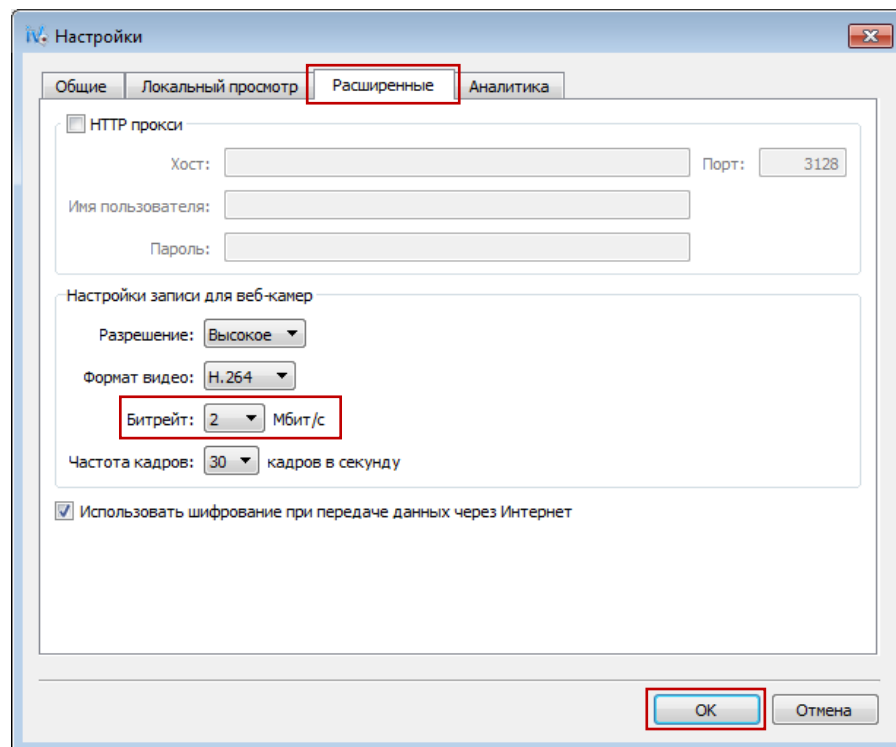 Настройки
Общие Локальный просмотр Расширенные Аналитика
HTTP прокси
Хост: Порт: 3128
Имя пользователя:
Пароль:
Настройки записи для веб-камер
Разрешение: Высокое
Формат видео: H.264
Битрейт: 2 Мбит/с
Частота кадров: 30 кадров в секунду
Использовать шифрование при передаче данных через Интернет
OK Отмена